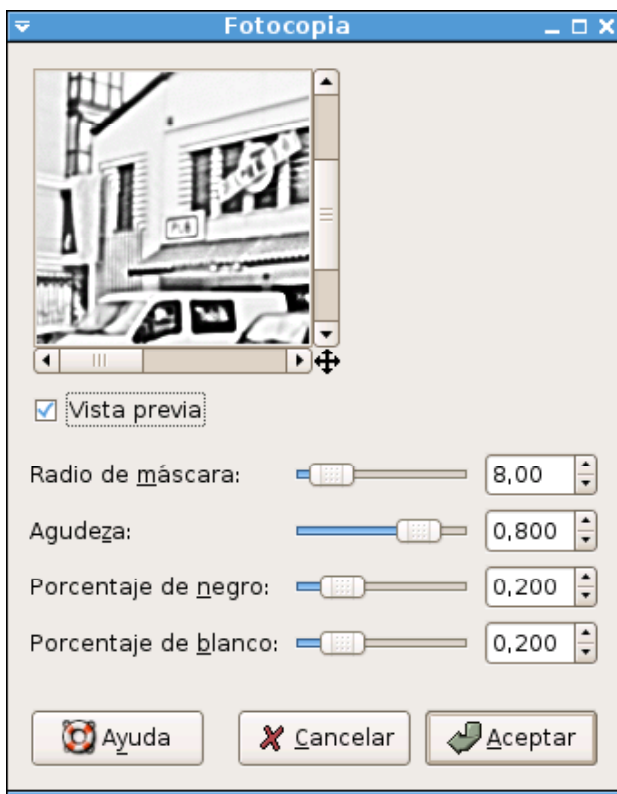 Fotocopia
PUB
Vista previa
Radio de máscara: 8,00
Agudeza: 0,800
Porcentaje de negro: 0,200
Porcentaje de blanco: 0,200
Ayuda Cancelar Aceptar